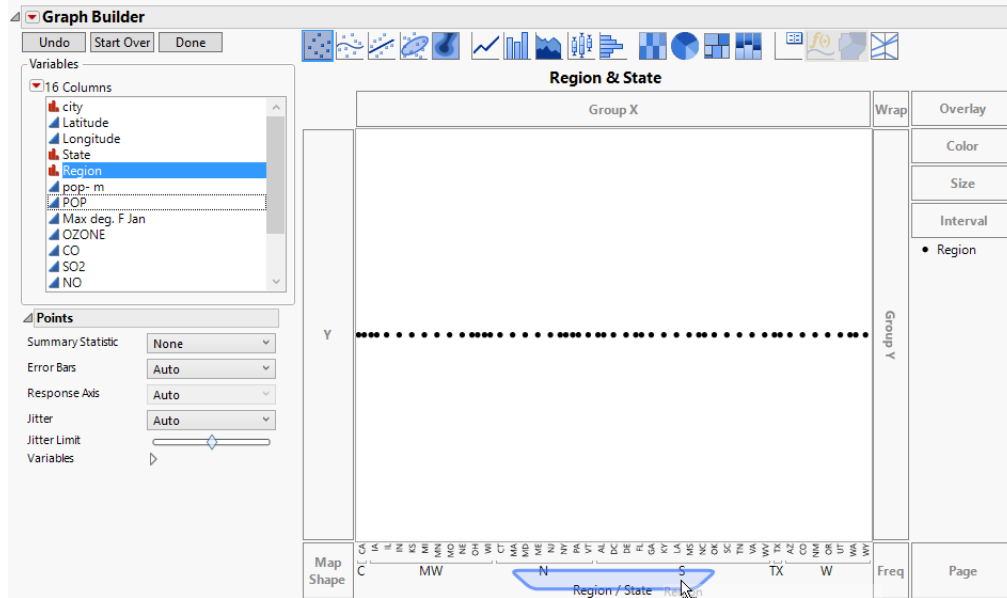 Graph Builder
Undo Start Over Done
Variables
16 Columns
city
Latitude
Longitude
State
Region
pop- m
POP
Max deg. F Jan
OZONE
CO
SO2
NO
Points
Summary Statistic None
Error Bars Auto
Response Axis Auto
Jitter Auto
Jitter Limit
Variables
Region & State
Group X
Wrap
Overlay
Color
Size
Interval
Region
Y
Group Y
CA IA IL IN KS MI MN MO NE OH WI CT MA MD ME NJ NY PA VT AL DC DE FL GA KY LA MS NC OK SC TN VA WV TX AZ CO NM OR UT WA WY
C MW N S TX W
Region / State Region
Map Shape
Freq
Page